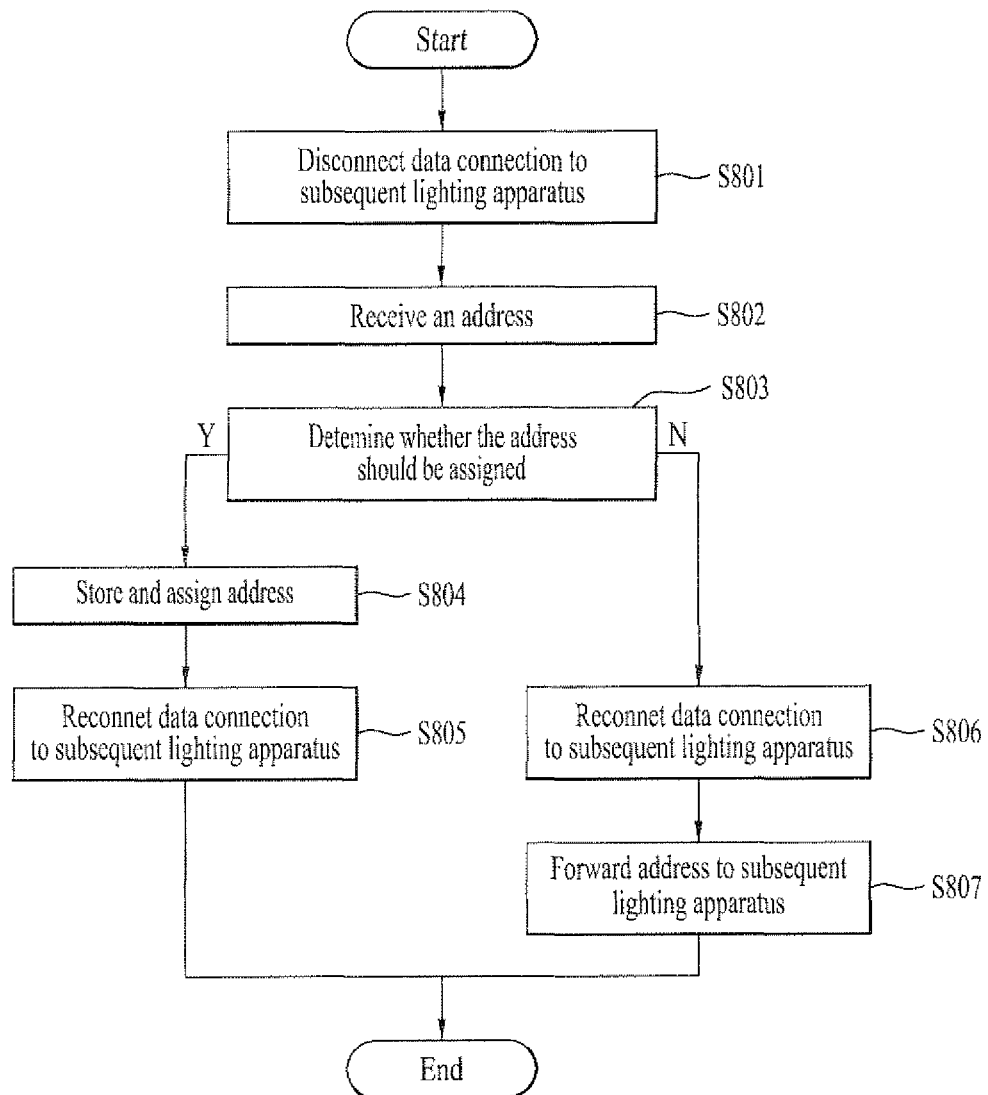 Start
Disconnect data connection to
subsequent lighting apparatus
S801
Receive an address
S802
S803
Detemine whether the address
should be assigned
Y
N
Store and assign address
S804
Reconnet data connection
to subsequent lighting apparatus
S805
Reconnet data connection
to subsequent lighting apparatus
S806
Forward address to subsequent
lighting apparatus
S807
End